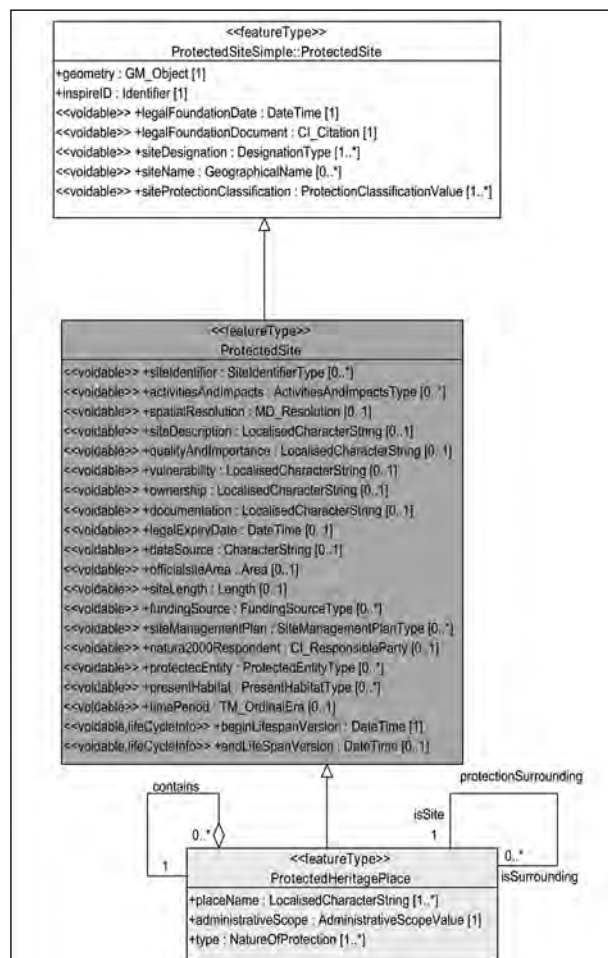 <<featureType>>
ProtectedSiteSimple::ProtectedSite
+geometry : GM_Object [1]
+inspireID : Identifier [1]
<<voidable>> +legalFoundationDate : DateTime [1]
<<voidable>> +legalFoundationDocument : CI_Citation [1]
<<voidable>> +siteDesignation : DesignationType [1..*]
<<voidable>> +siteName : GeographicalName [0..*]
<<voidable>> +siteProtectionClassification : ProtectionClassificationValue [1..*]
<<featureType>>
ProtectedSite
<<voidable>> +siteIdentifier : SiteIdentifierType [0..*]
<<voidable>> +activitiesAndImpacts : ActivitiesAndImpactsType [0..*]
<<voidable>> +spatialResolution : MD_Resolution [0..1]
<<voidable>> +siteDescription : LocalisedCharacterString [0..1]
<<voidable>> +qualityAndImportance : LocalisedCharacterString [0..1]
<<voidable>> +vulnerability : LocalisedCharacterString [0..1]
<<voidable>> +ownership : LocalisedCharacterString [0..1]
<<voidable>> +documentation : LocalisedCharacterString [0..1]
<<voidable>> +legalExpiryDate : DateTime [0..1]
<<voidable>> +dataSource : CharacterString [0..1]
<<voidable>> +officialsiteArea : Area [0..1]
<<voidable>> +siteLength : Length [0..1]
<<voidable>> +fundingSource : FundingSourceType [0..*]
<<voidable>> +siteManagementPlan : SiteManagementPlanType [0..*]
<<voidable>> +natura2000Respondent : CI_ResponsibleParty [0..1]
<<voidable>> +protectecEntity : ProtectedEntityType [0..*]
<<voidable>> +presentHabitat : PresentHabitatType [0..*]
<<voidable>> +timePeriod : TM_OrdinalEra [0..1]
<<voidable,lifeCycleInfo>> +beginLifespanVersion : DateTime [1]
<<voidable,lifeCycleInfo>> +endLifeSpanVersion : DateTime [0..1]
contains
0..*
1
protectionSurrounding
isSite
1
0..*
isSurrounding
<<featureType>>
ProtectedHeritagePlace
+placeName : LocalisedCharacterString [1..*]
+administrativeScope : AdministrativeScopeValue [1]
+type : NatureOfProtection [1..*]